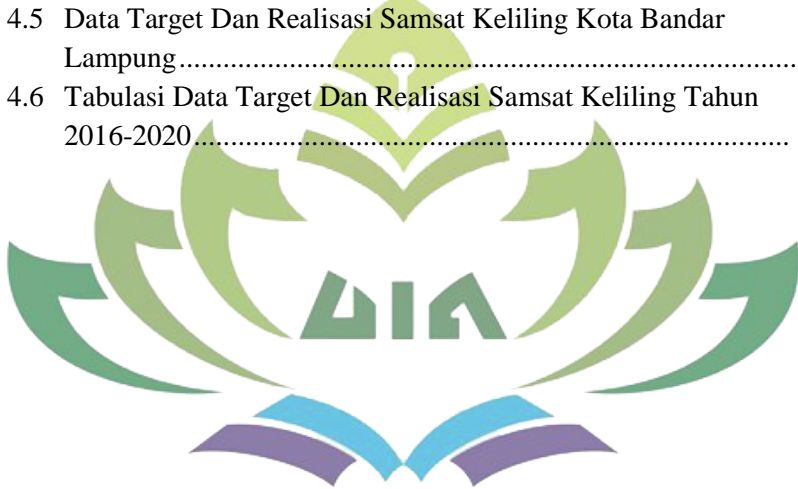 4.5 Data Target Dan Realisasi Samsat Keliling Kota Bandar
Lampung................................................................................
4.6 Tabulasi Data Target Dan Realisasi Samsat Keliling Tahun
2016-2020.............................................................................
UIN